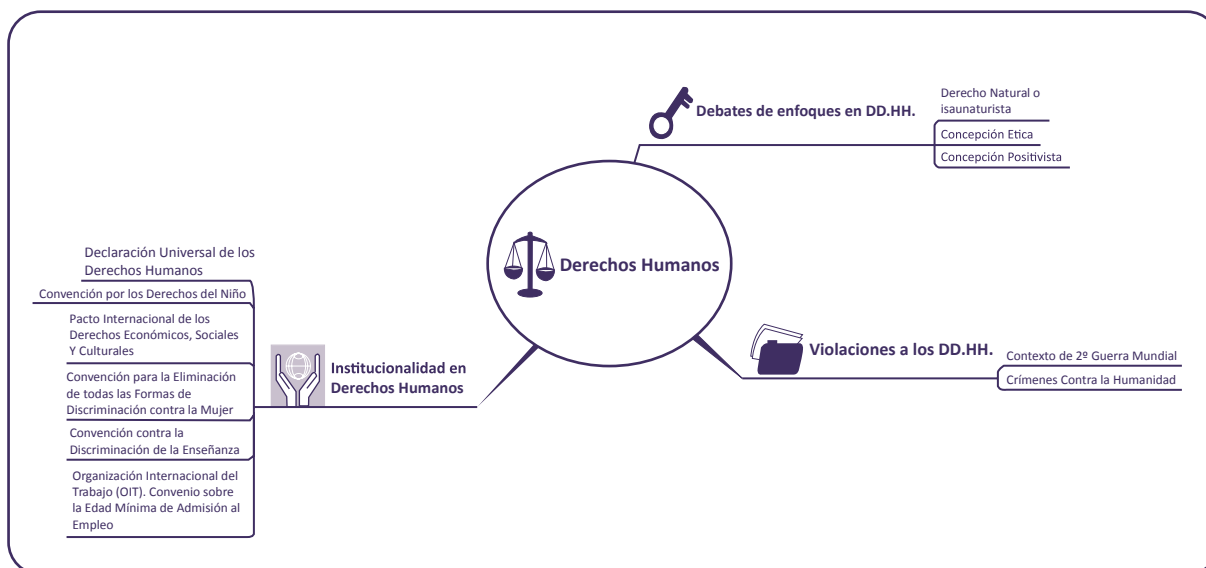 Debates de enfoques en DD.HH.
Derecho Natural o
isaunaturista
Concepción Etica
Concepción Positivista
Derechos Humanos
Violaciones a los DD.HH.
Contexto de 2º Guerra Mundial
Crímenes Contra la Humanidad
Institucionalidad en
Derechos Humanos
Declaración Universal de los
Derechos Humanos
Convención por los Derechos del Niño
Pacto Internacional de los
Derechos Económicos, Sociales
Y Culturales
Convención para la Eliminación
de todas las Formas de
Discriminación contra la Mujer
Convención contra la
Discriminación de la Enseñanza
Organización Internacional del
Trabajo (OIT). Convenio sobre
la Edad Mínima de Admisión al
Empleo